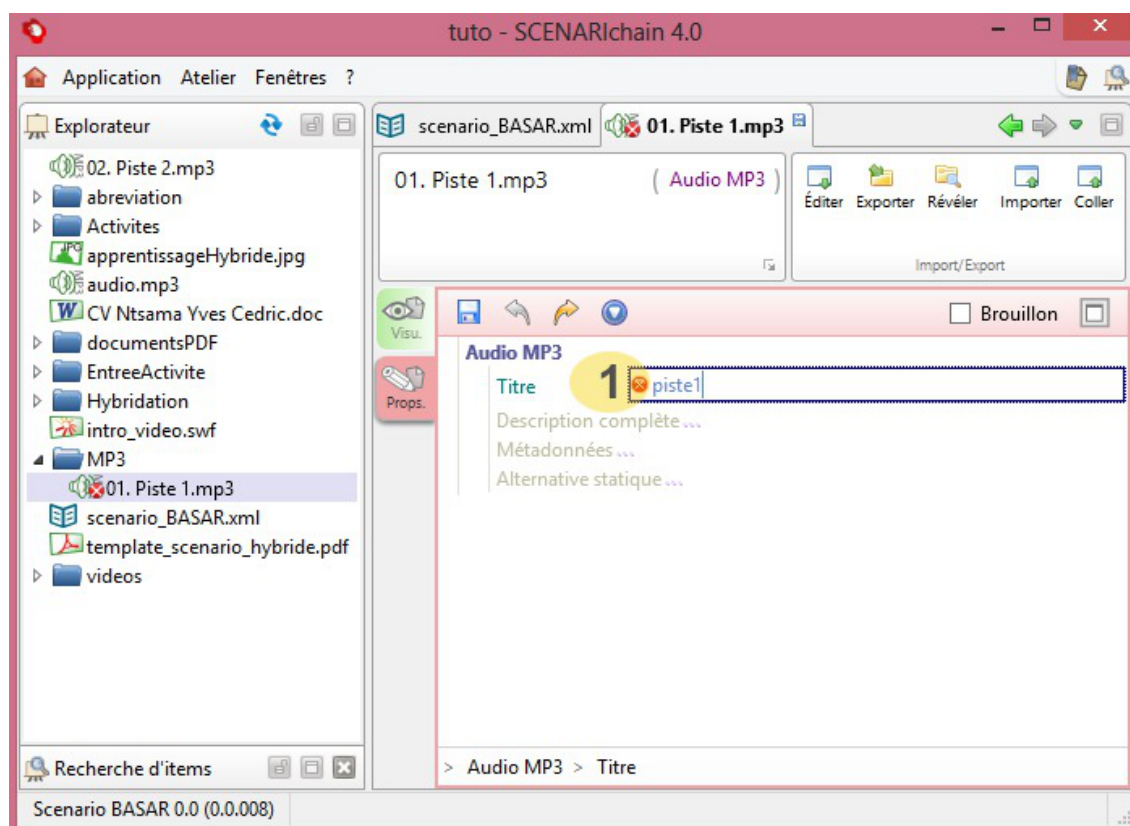 tuto - SCENARIchain 4.0
Application Atelier Fenêtres ?
Explorateur
02. Piste 2.mp3
abreviation
Activites
apprentissageHybride.jpg
audio.mp3
CV Ntsama Yves Cedric.doc
documentsPDF
EntreeActivite
Hybridation
intro_video.swf
MP3
01. Piste 1.mp3
scenario_BASAR.xml
template_scenario_hybride.pdf
videos
Recherche d'items
scenario_BASAR.xml 01. Piste 1.mp3
01. Piste 1.mp3 ( Audio MP3 )
Éditer Exporter Révéler Importer Coller
Import/Export
Visu.
Props.
Brouillon
Audio MP3
Titre 1 piste1
Description complète ...
Métadonnées ...
Alternative statique ...
> Audio MP3 > Titre
Scenario BASAR 0.0 (0.0.008)